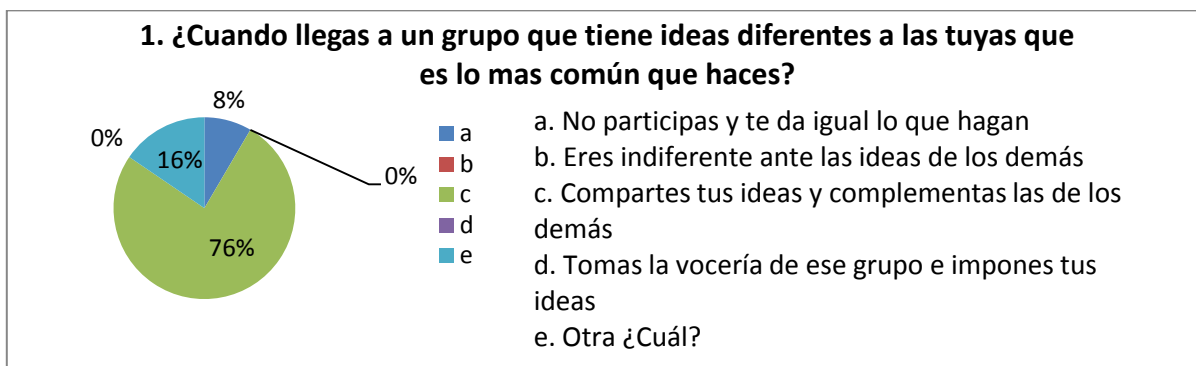 1. ¿Cuando llegas a un grupo que tiene ideas diferentes a las tuyas que
es lo mas común que haces?
8%
0%
16%
0%
76%
a
b
c
d
e
a. No participas y te da igual lo que hagan
b. Eres indiferente ante las ideas de los demás
c. Compartes tus ideas y complementas las de los
demás
d. Tomas la vocería de ese grupo e impones tus
ideas
e. Otra ¿Cuál?